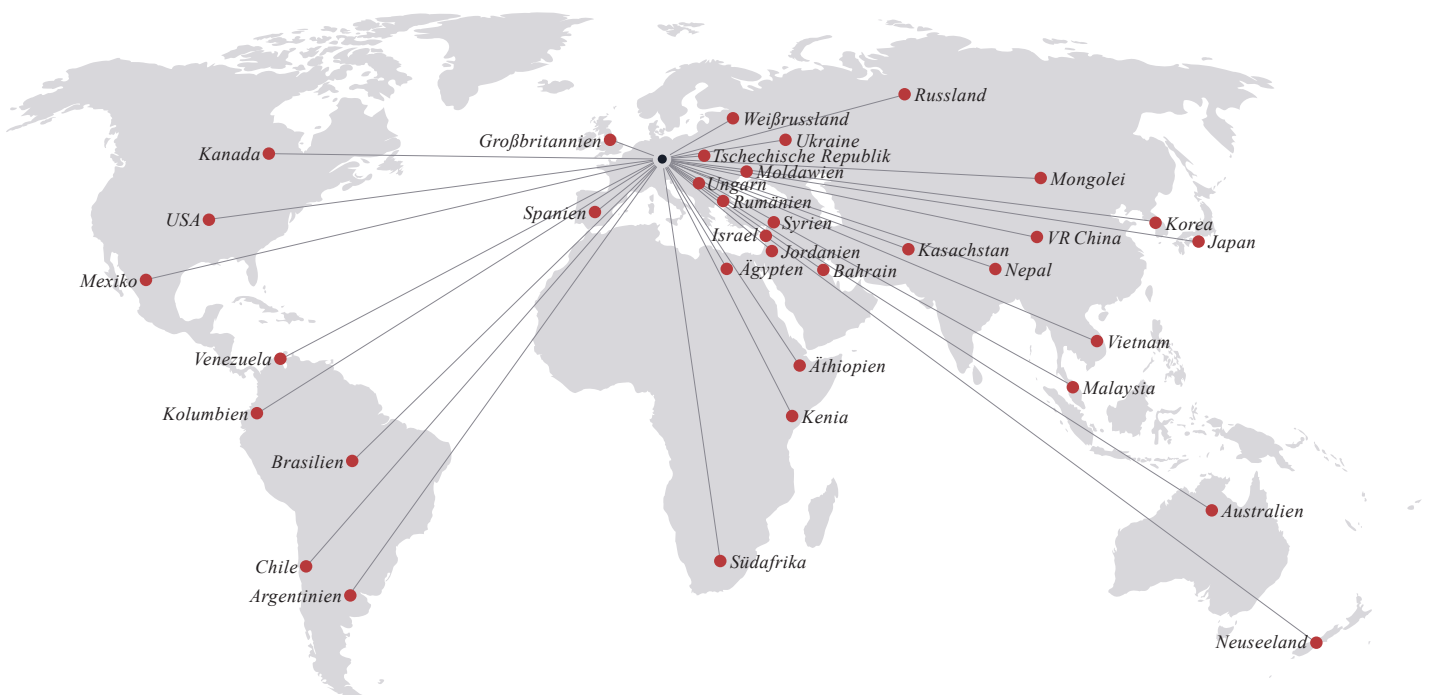 Russland
Weißrussland
Großbritannien
Ukraine
Kanada
Tschechische Republik
Moldawien
Mongolei
Ungarn
Rumänien
Spanien
USA
Syrien
Korea
Israel
VR China
Japan
Jordanien
Kasachstan
Ägypten
Bahrain
Nepal
Mexiko
Vietnam
Venezuela
Äthiopien
Malaysia
Kolumbien
Kenia
Brasilien
Australien
Südafrika
Chile
Argentinien
Neuseeland